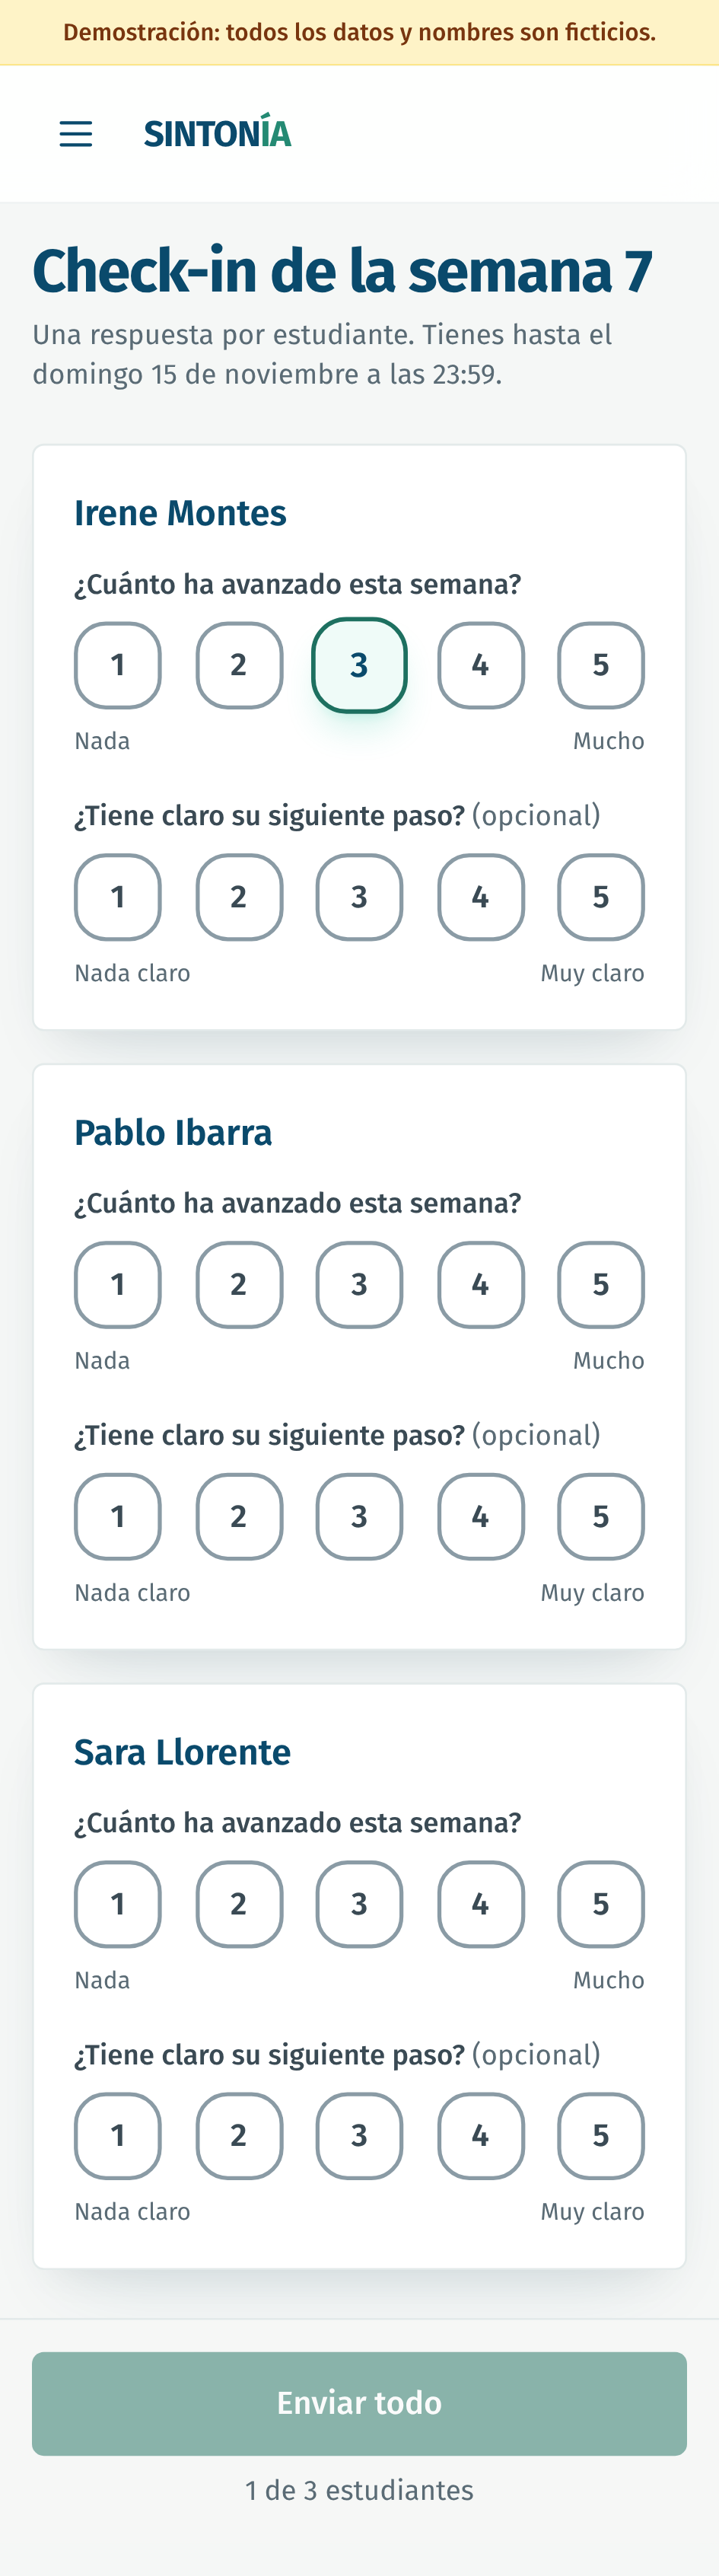 Demostración: todos los datos y nombres son ficticios.
SINTONÍA
Check-in de la semana 7
Una respuesta por estudiante. Tienes hasta el
domingo 15 de noviembre a las 23:59.
Irene Montes
¿Cuánto ha avanzado esta semana?
1 2 3 4 5
Nada Mucho
¿Tiene claro su siguiente paso? (opcional)
1 2 3 4 5
Nada claro Muy claro
Pablo Ibarra
¿Cuánto ha avanzado esta semana?
1 2 3 4 5
Nada Mucho
¿Tiene claro su siguiente paso? (opcional)
1 2 3 4 5
Nada claro Muy claro
Sara Llorente
¿Cuánto ha avanzado esta semana?
1 2 3 4 5
Nada Mucho
¿Tiene claro su siguiente paso? (opcional)
1 2 3 4 5
Nada claro Muy claro
Enviar todo
1 de 3 estudiantes